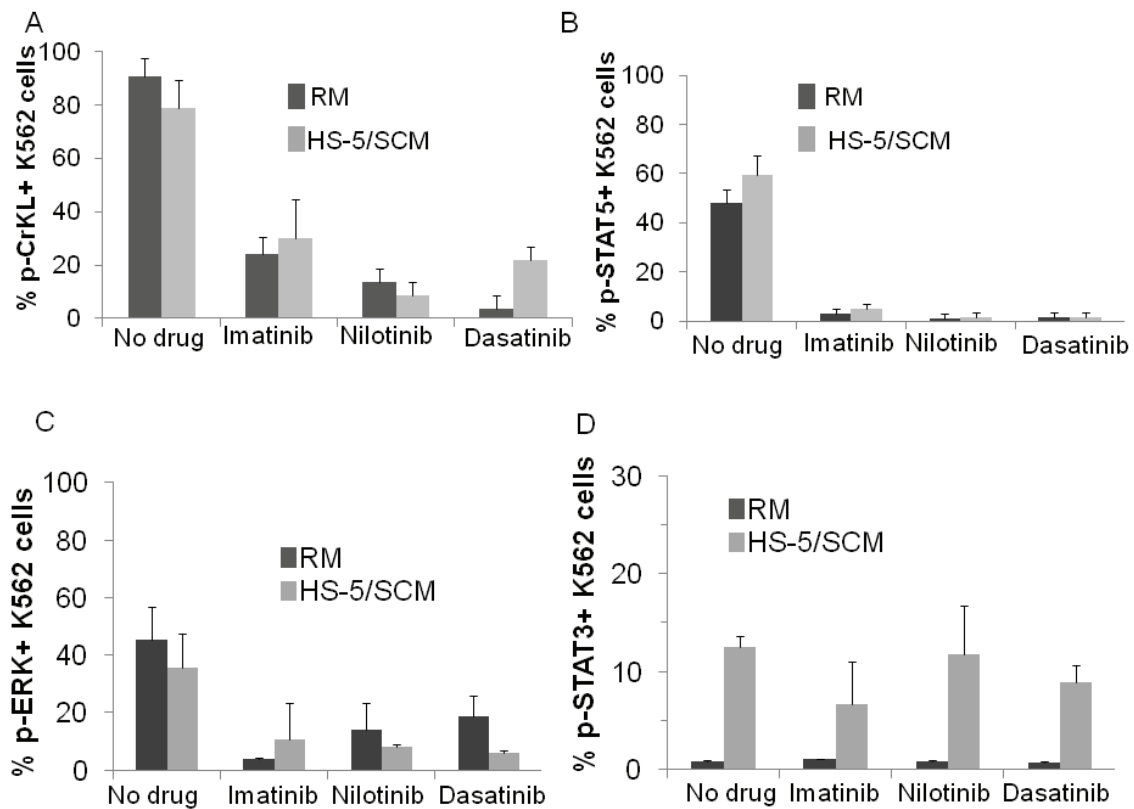 A
% p-CrKL+ K562 cells
100
80
60
40
20
0
RM
HS-5/SCM
No drug Imatinib Nilotinib Dasatinib
B
% p-STAT5+ K562 cells
100
80
60
40
20
0
RM
HS-5/SCM
No drug Imatinib Nilotinib Dasatinib
C
% p-ERK+ K562 cells
100
80
60
40
20
0
RM
HS-5/SCM
No drug Imatinib Nilotinib Dasatinib
D
% p-STAT3+ K562 cells
30
20
10
0
RM
HS-5/SCM
No drug Imatinib Nilotinib Dasatinib